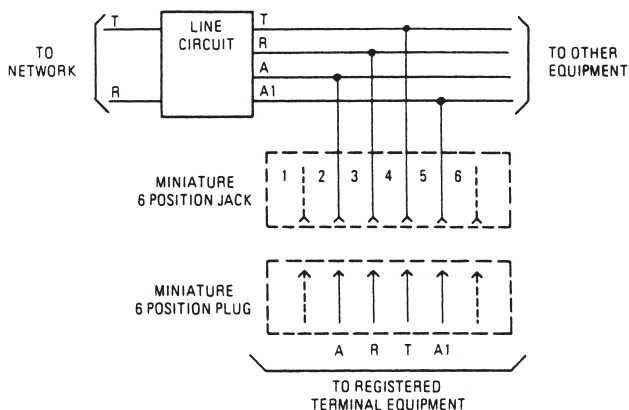 T
LINE
CIRCUIT
T
TO
NETWORK
R
TO OTHER
EQUIPMENT
A
R
A1
MINIATURE
6 POSITION JACK
1 2 3 4 5 6
MINIATURE
6 POSITION PLUG
A R T A1
TO REGISTERED
TERMINAL EQUIPMENT